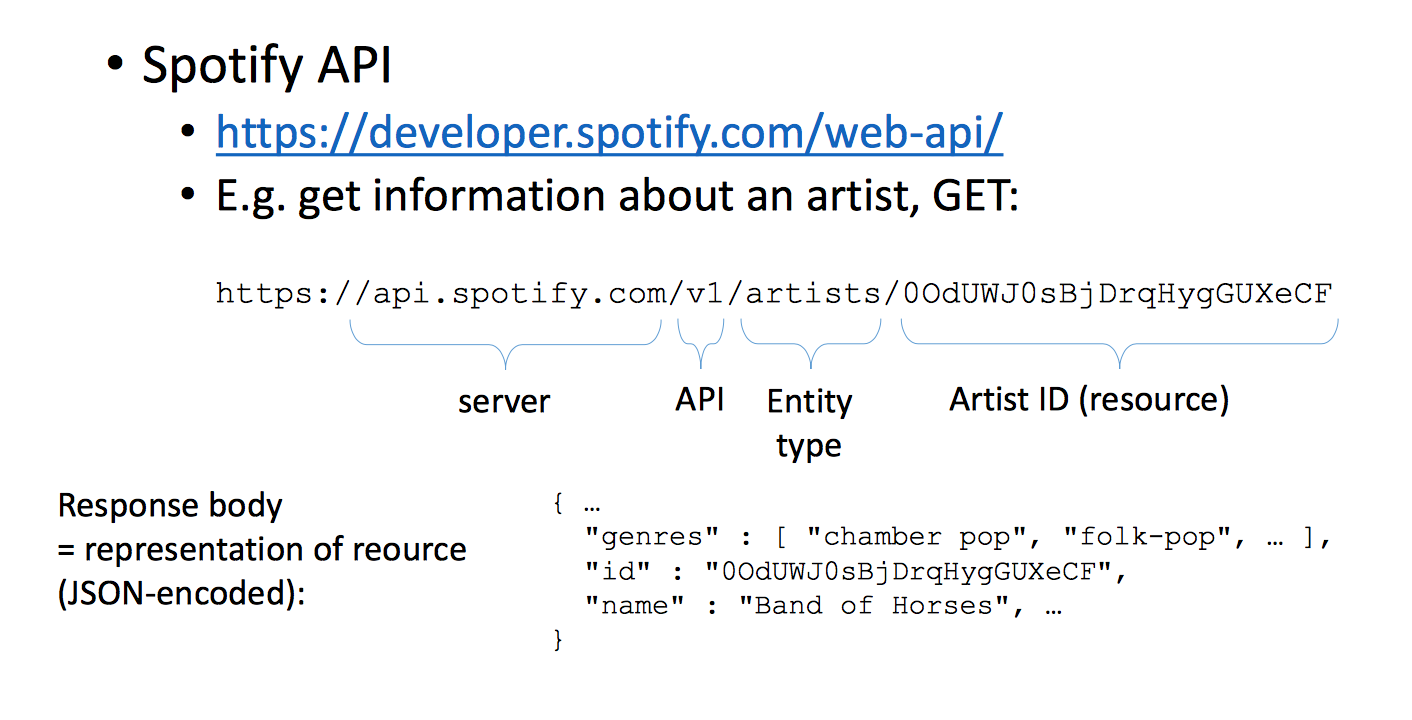 • Spotify API
• https://developer.spotify.com/web-api/
• E.g. get information about an artist, GET:
https://api.spotify.com/v1/artists/0OdUWJ0sBjDrqHygGUXeCF
server API Entity type Artist ID (resource)
Response body
= representation of reource
(JSON-encoded):
{ …
"genres" : [ "chamber pop", "folk-pop", … ],
"id" : "0OdUWJ0sBjDrqHygGUXeCF",
"name" : "Band of Horses", …
}